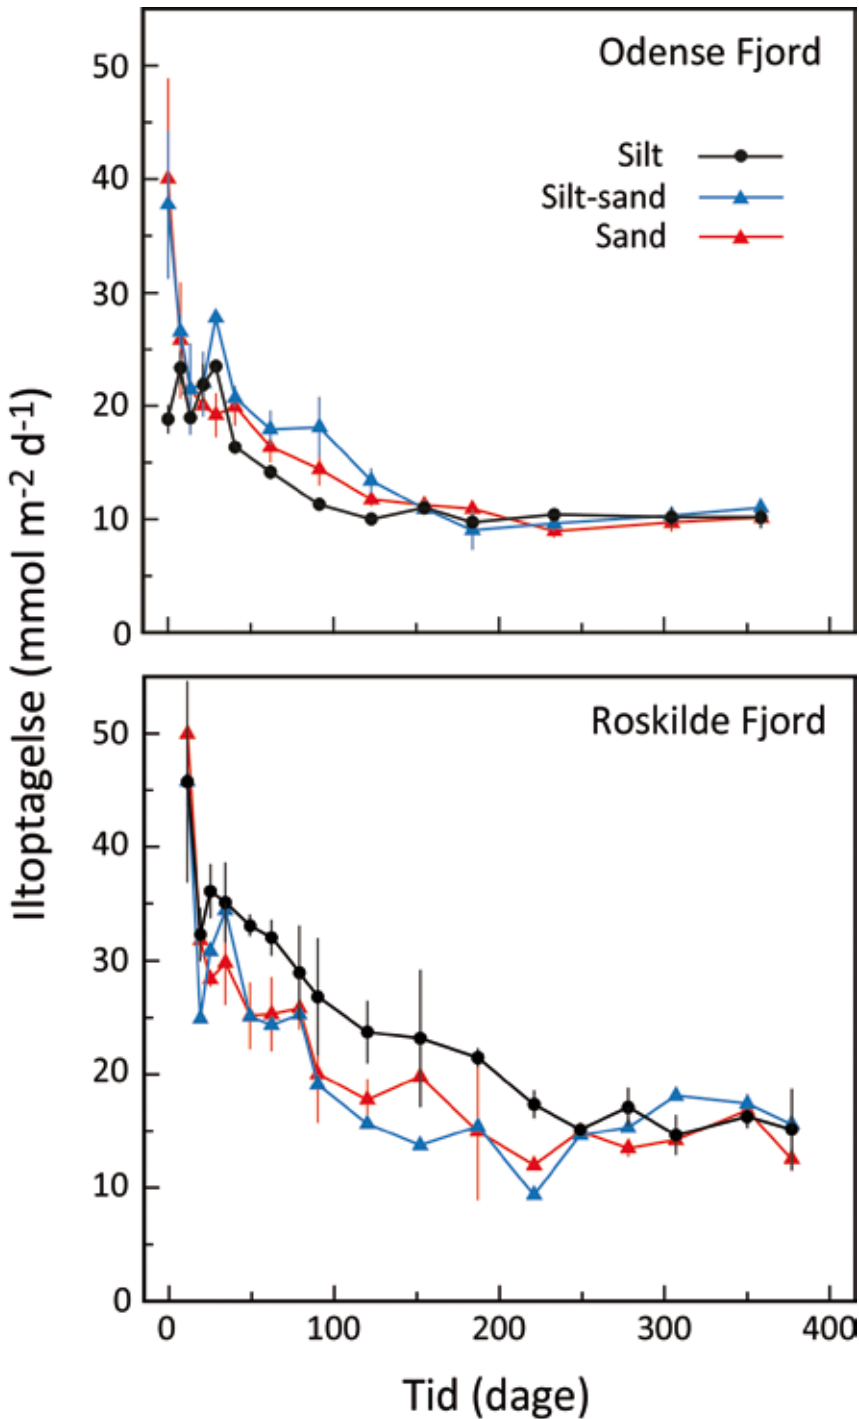 Odense Fjord
Silt
Silt-sand
Sand
50
40
30
20
10
0
Iltoptagelse (mmol m-2 d-1)
Roskilde Fjord
50
40
30
20
10
0
0 100 200 300 400
Tid (dage)